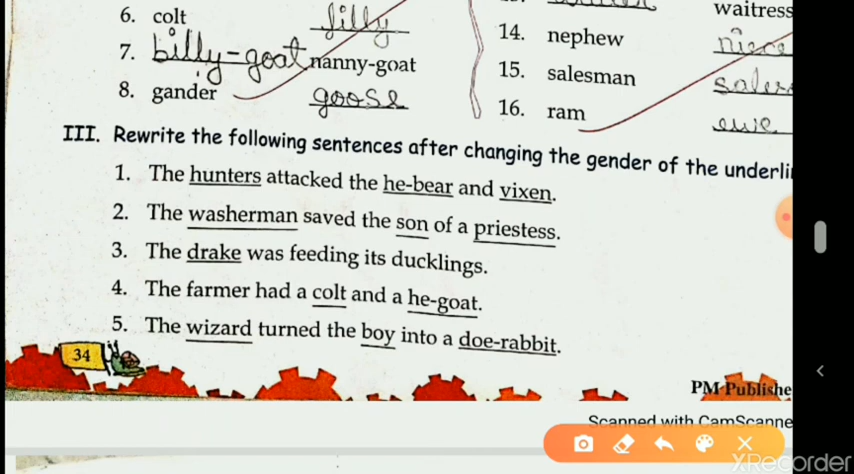 6. colt filly
waitress
7. billy-goat nanny-goat
14. nephew niece
8. gander goose
15. salesman
16. ram ewe
III. Rewrite the following sentences after changing the gender of the
1. The hunters attacked the he-bear and vixen.
2. The washerman saved the son of a priestess.
3. The drake was feeding its ducklings.
4. The farmer had a colt and a he-goat.
5. The wizard turned the boy into a doe-rabbit.
34
PM Publishe
Scanned with CamScanne
XRecorder